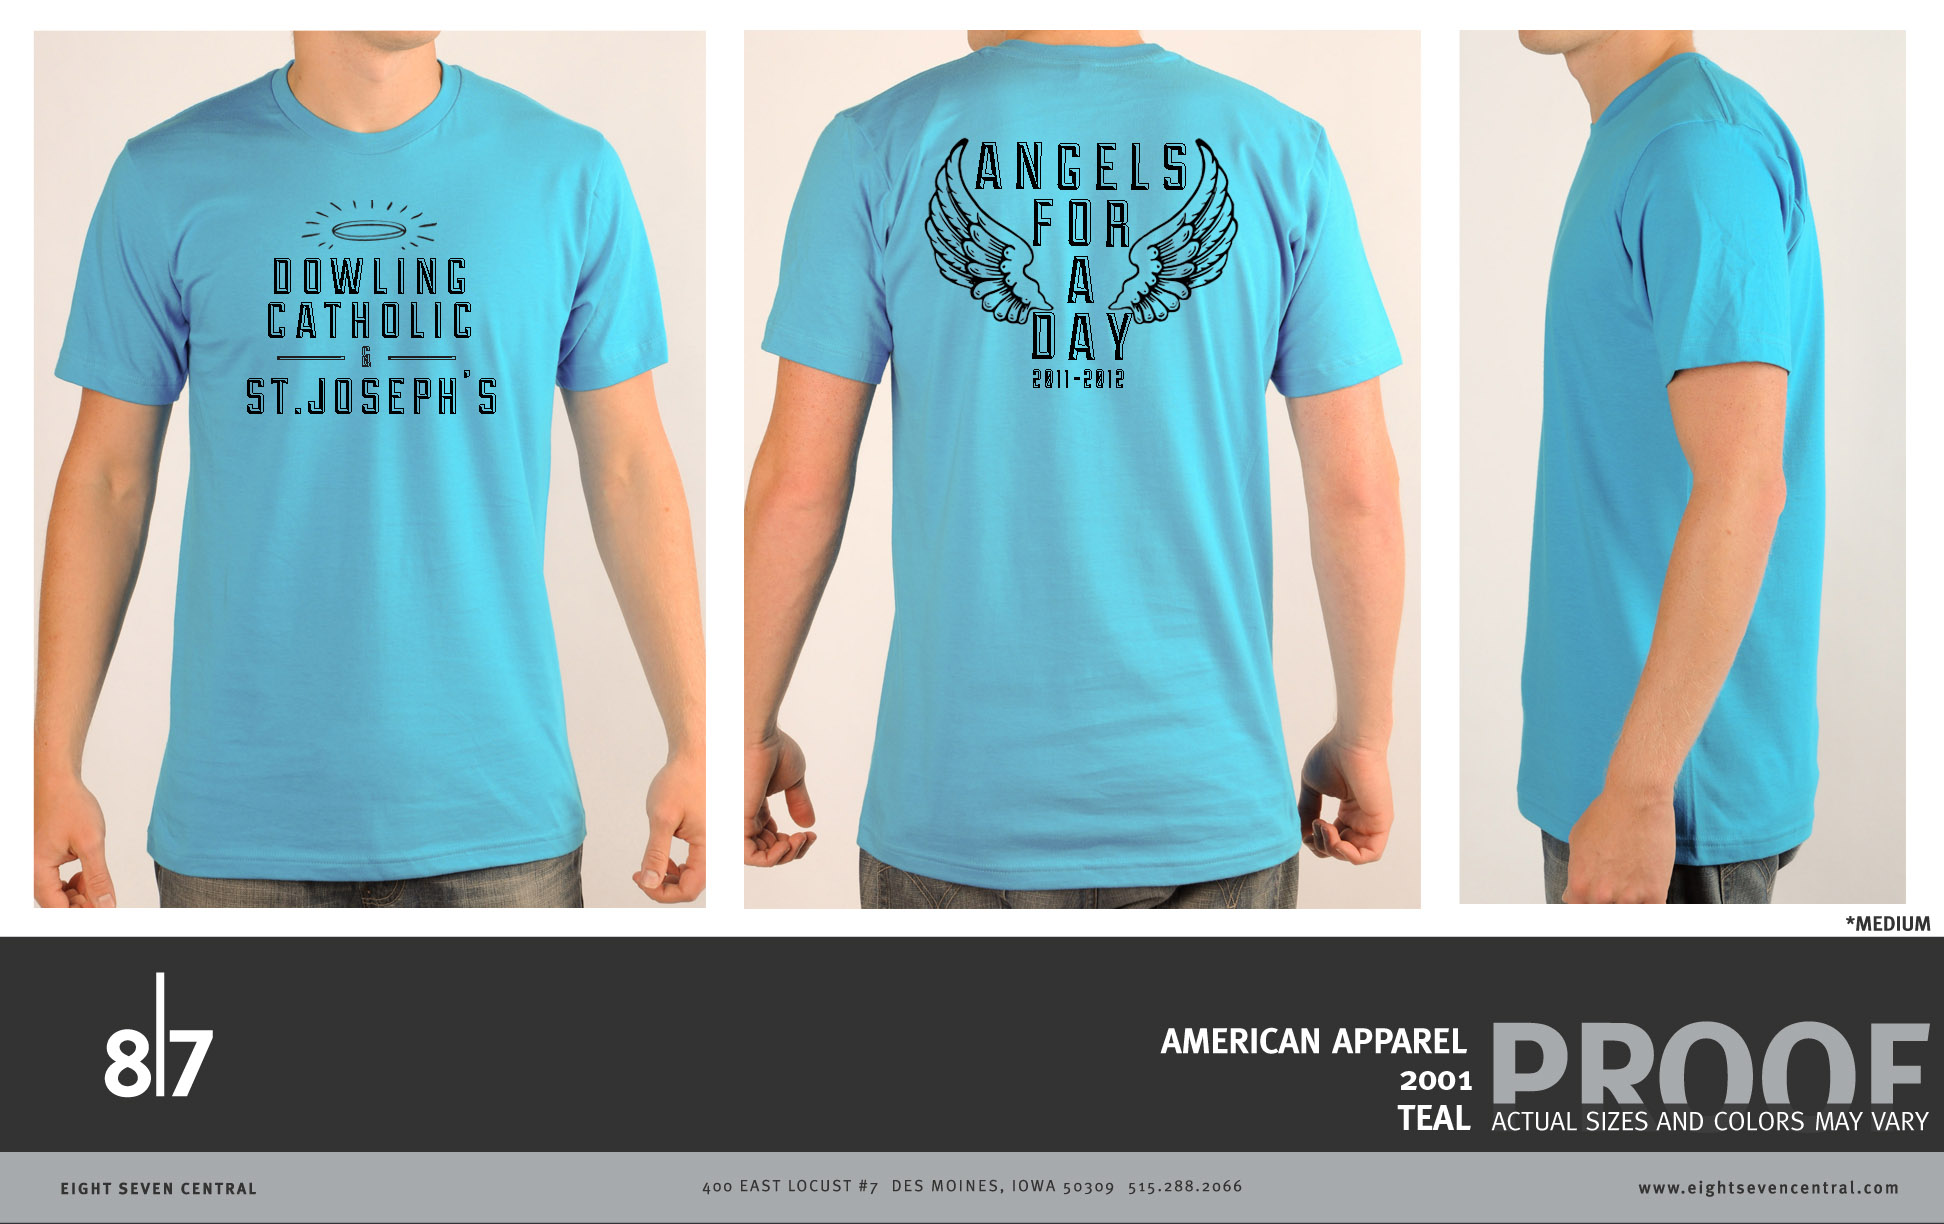 DOWLING
CATHOLIC
&
ST.JOSEPH'S
ANGELS
FOR
A
DAY
2011-2012
*MEDIUM
8|7
AMERICAN APPAREL
2001
TEAL
PROOF
ACTUAL SIZES AND COLORS MAY VARY
EIGHT SEVEN CENTRAL
400 EAST LOCUST #7 DES MOINES, IOWA 50309 515.288.2066
www.eightsevencentral.com